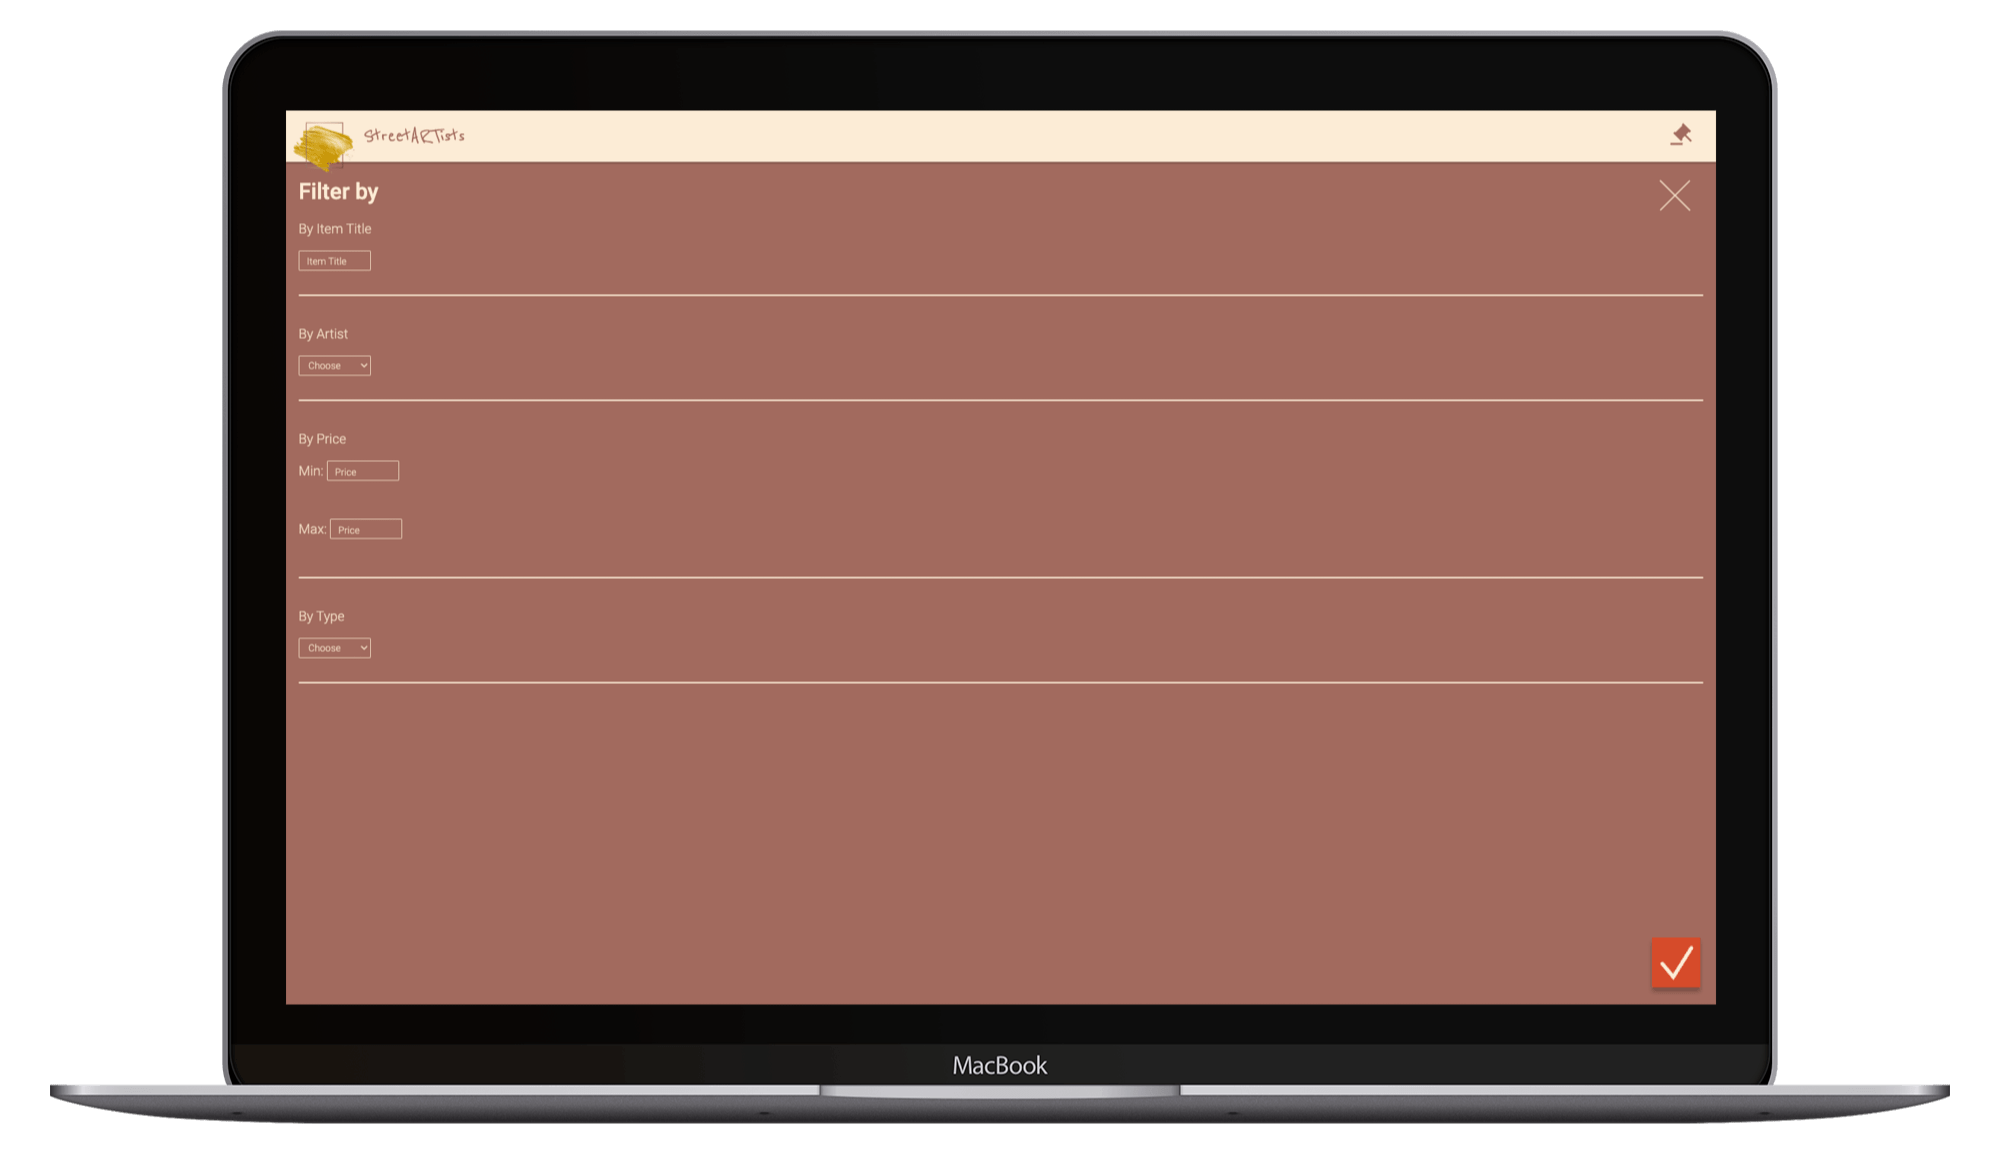 StreetARTists
Filter by
By Item Title
Item Title
By Artist
Choose
By Price
Min: Price
Max: Price
By Type
Choose
MacBook